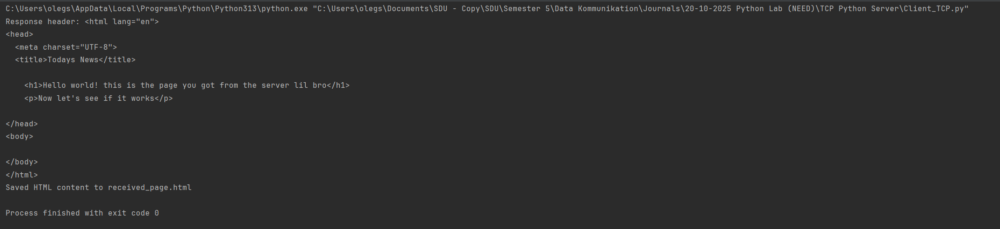 C:\Users\olegs\AppData\Local\Programs\Python\Python313\python.exe "C:\Users\olegs\Documents\SDU - Copy\SDU\Semester 5\Data Kommunikation\Journals\20-10-2025 Python Lab (NEED)\TCP Python Server\Client_TCP.py"
Response header: <html lang="en">
<head>
  <meta charset="UTF-8">
  <title>Todays News</title>

    <h1>Hello world! this is the page you got from the server lil bro</h1>
    <p>Now let's see if it works</p>

</head>
<body>

</body>
</html>
Saved HTML content to received_page.html

Process finished with exit code 0